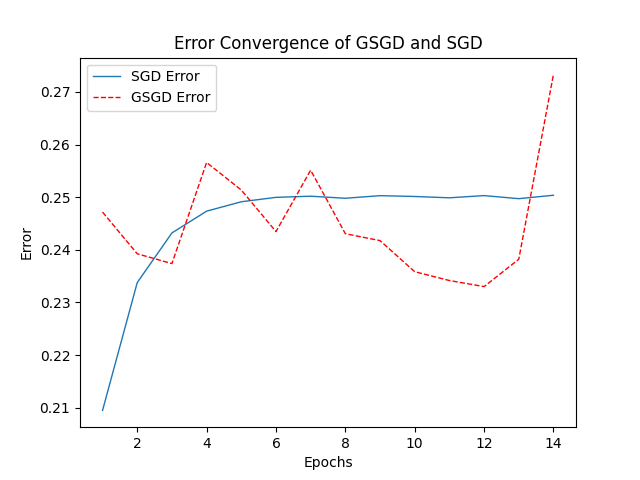 Error Convergence of GSGD and SGD
SGD Error
GSGD Error
0.27
0.26
0.25
0.24
0.23
0.22
0.21
Error
2 4 6 8 10 12 14
Epochs